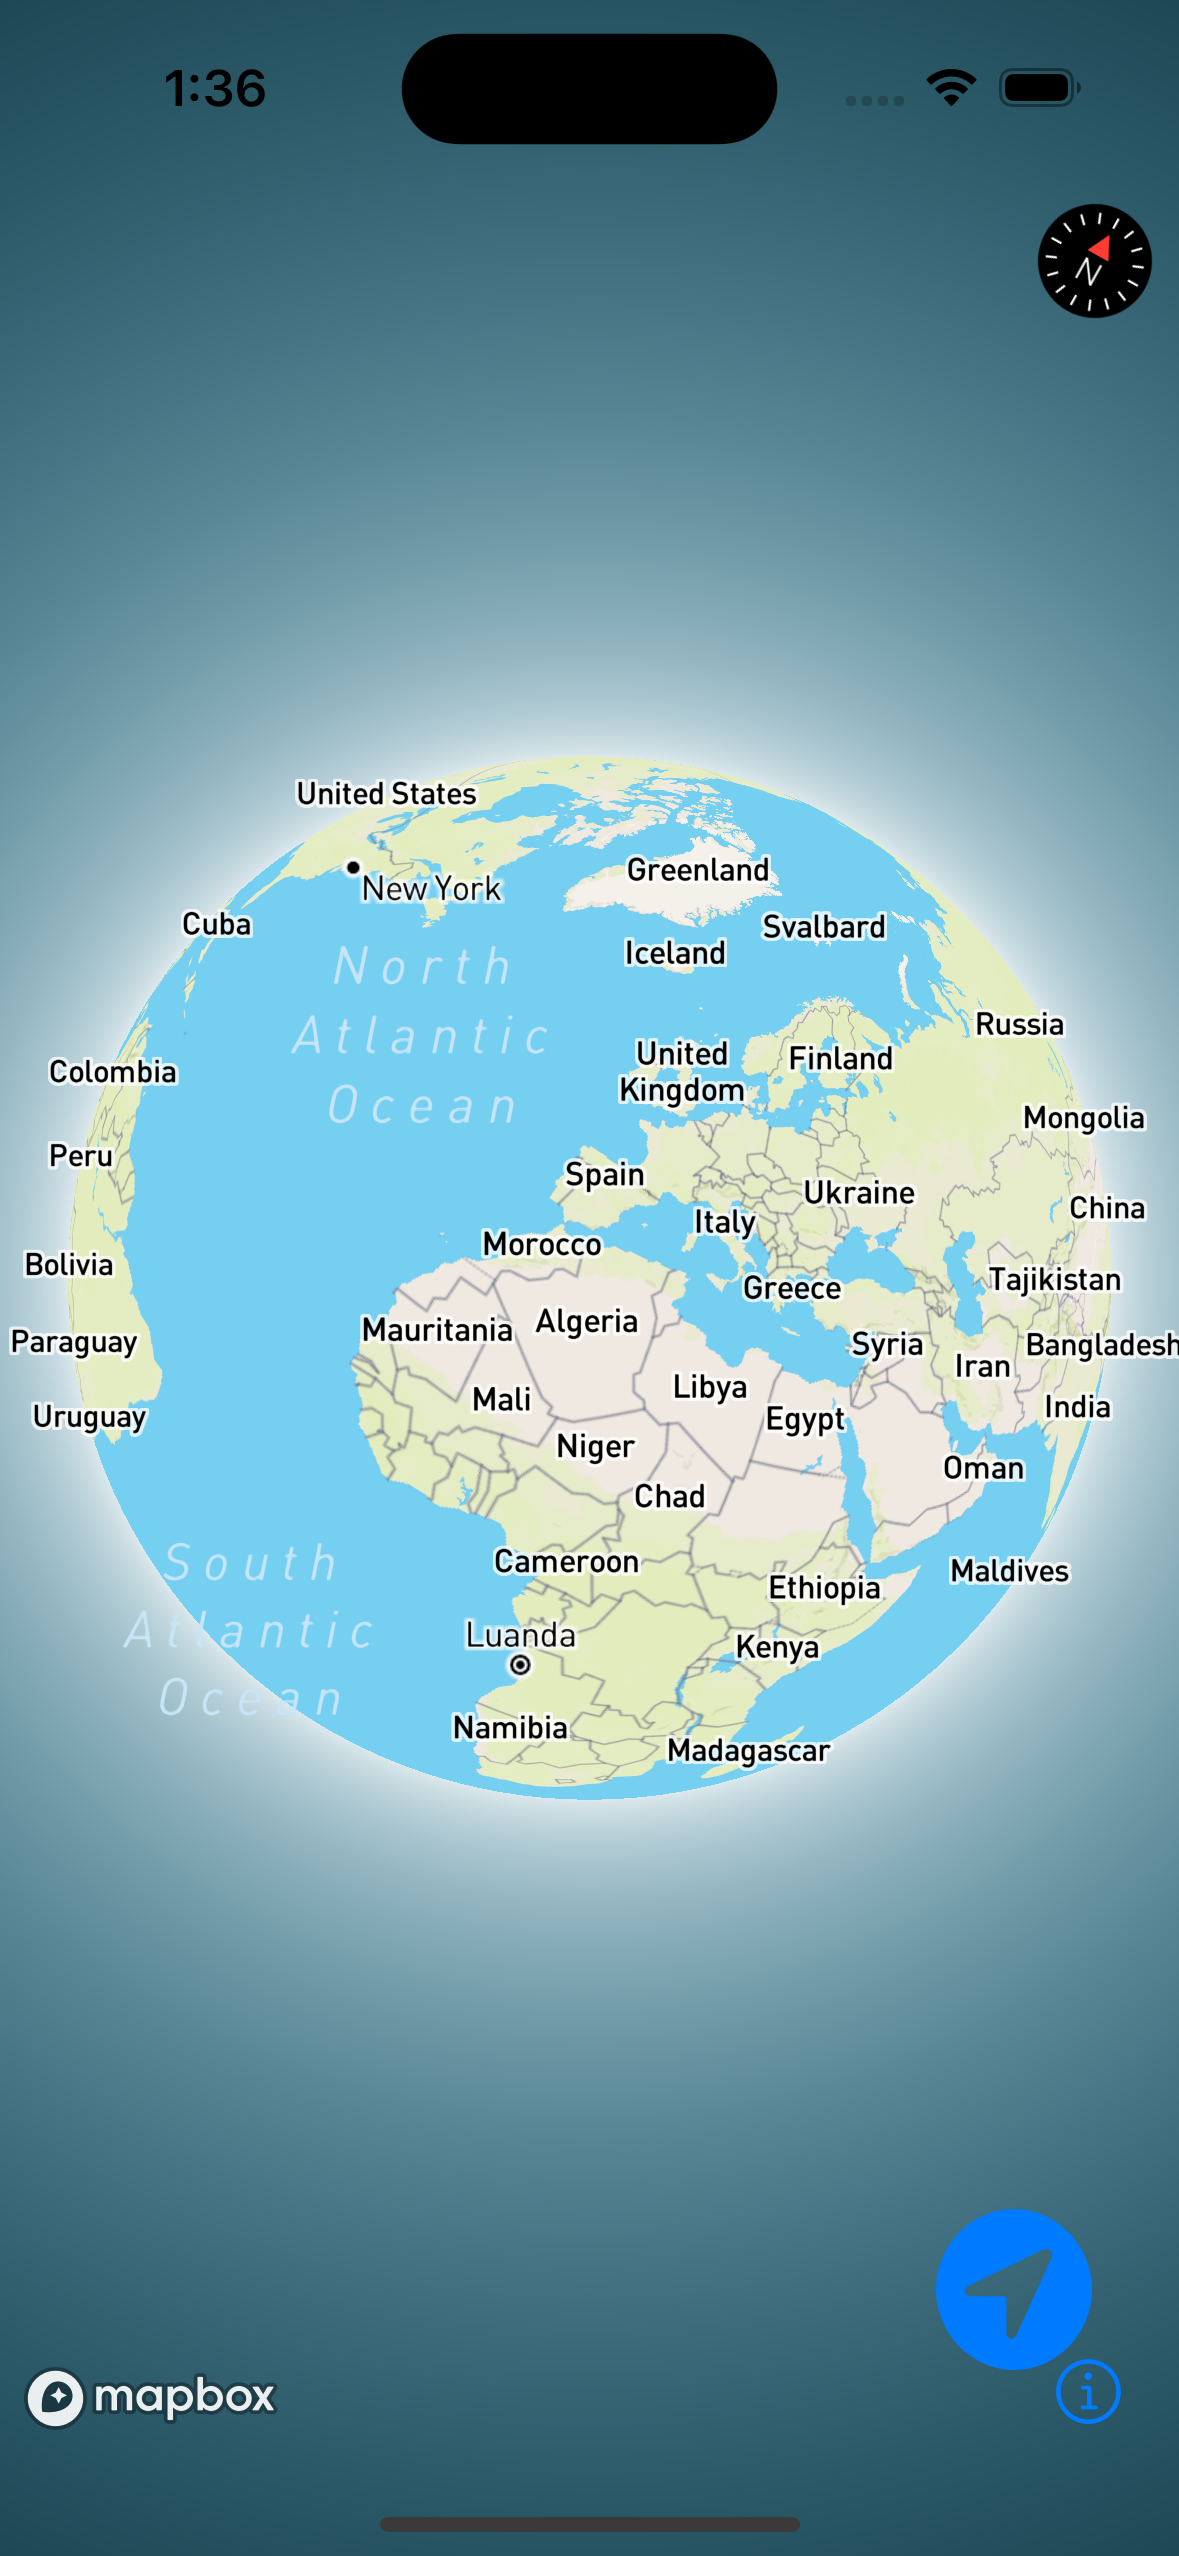 1:36
N
United States
Greenland
New York
Cuba
Svalbard
Iceland
North
Atlantic
Ocean
Russia
United
Kingdom
Finland
Colombia
Mongolia
Peru
Spain
Ukraine
China
Italy
Morocco
Bolivia
Tajikistan
Greece
Mauritania
Algeria
Paraguay
Syria
Bangladesh
Iran
Libya
Mali
India
Uruguay
Egypt
Niger
Oman
Chad
South
Atlantic
Ocean
Cameroon
Maldives
Ethiopia
Luanda
Kenya
Namibia
Madagascar
mapbox